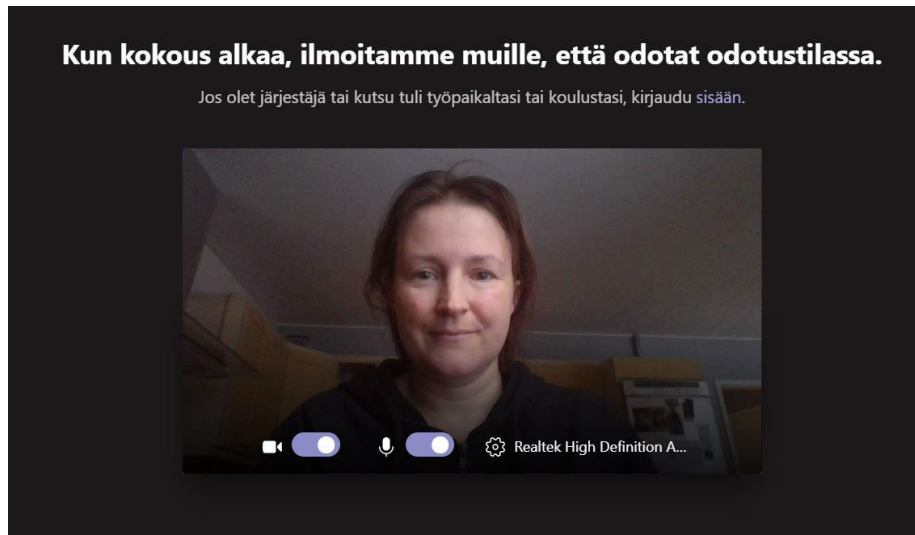 Kun kokous alkaa, ilmoitamme muille, että odotat odotustilassa.
Jos olet järjestäjä tai kutsu tuli työpaikaltasi tai koulustasi, kirjaudu sisään.
Realtek High Definition A...